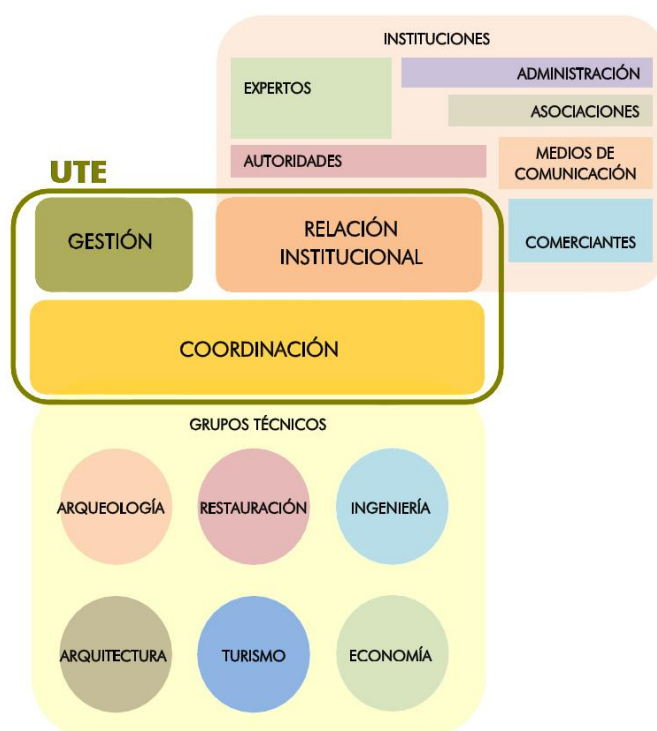 INSTITUCIONES
EXPERTOS
ADMINISTRACIÓN
ASOCIACIONES
AUTORIDADES
MEDIOS DE
COMUNICACIÓN
UTE
GESTIÓN
RELACIÓN
INSTITUCIONAL
COMERCIANTES
COORDINACIÓN
GRUPOS TÉCNICOS
ARQUEOLOGÍA
RESTAURACIÓN
INGENIERÍA
ARQUITECTURA
TURISMO
ECONOMÍA